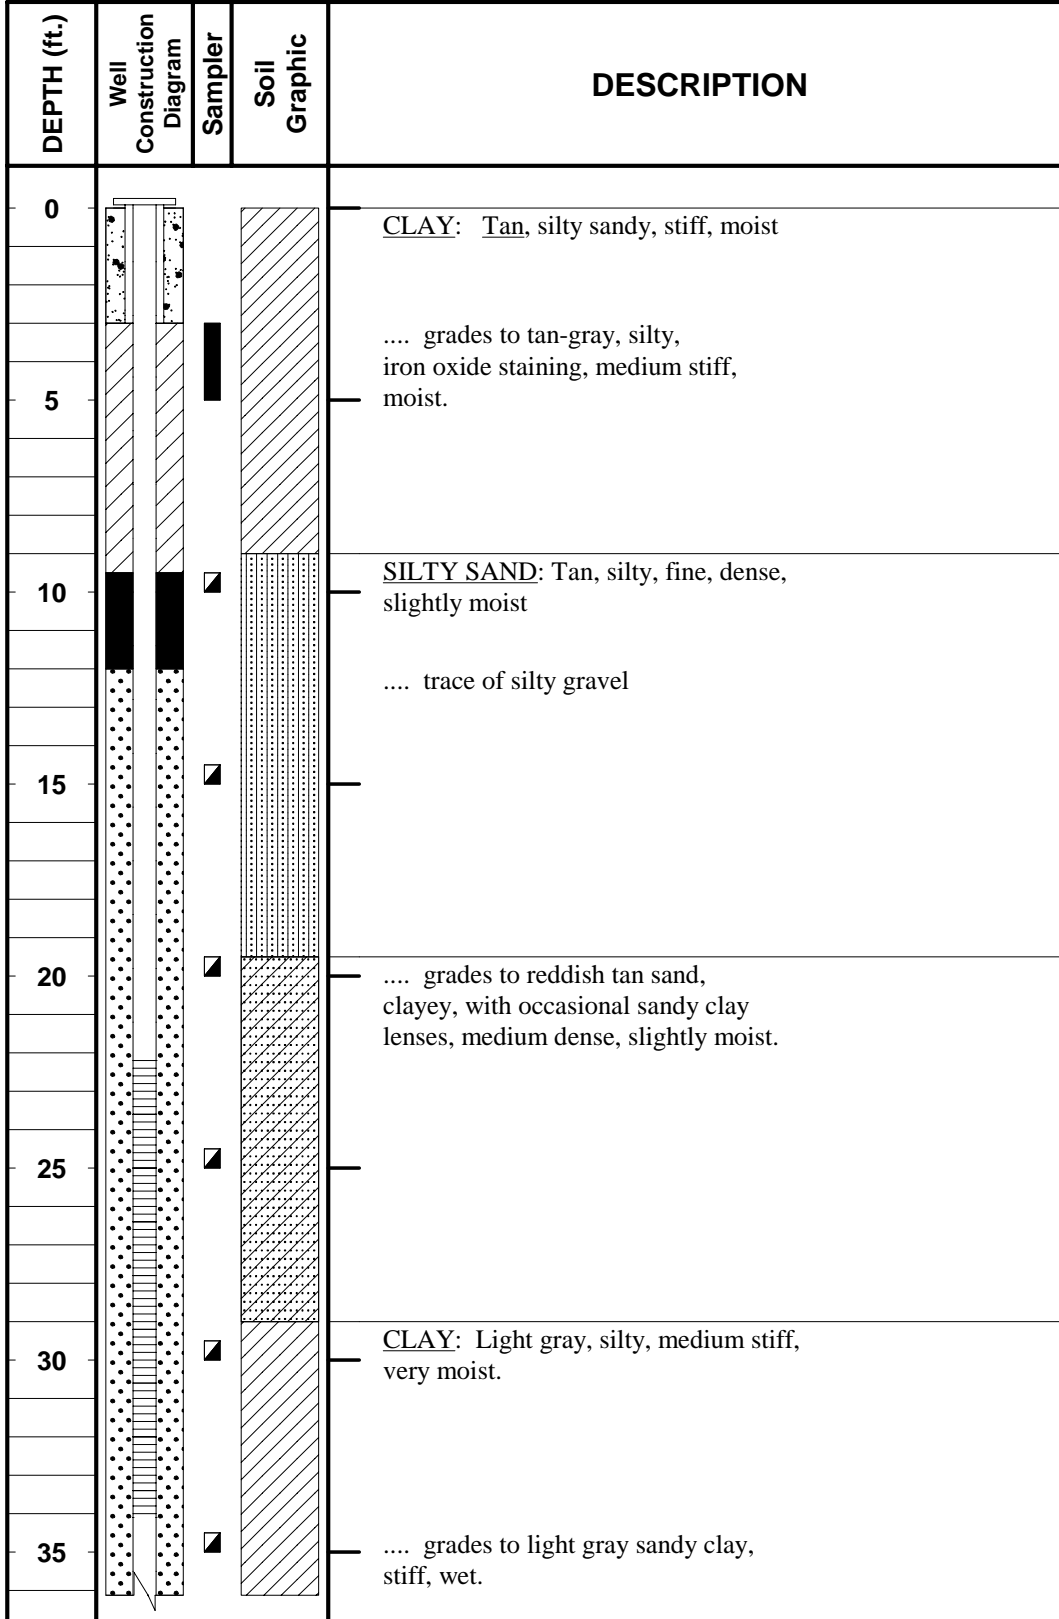 DEPTH (ft.)
Well
Construction
Diagram
Sampler
Soil
Graphic
DESCRIPTION
0
CLAY: Tan, silty sandy, stiff, moist
.... grades to tan-gray, silty,
iron oxide staining, medium stiff,
moist.
5
SILTY SAND: Tan, silty, fine, dense,
slightly moist
10
.... trace of silty gravel
15
20
.... grades to reddish tan sand,
clayey, with occasional sandy clay
lenses, medium dense, slightly moist.
25
CLAY: Light gray, silty, medium stiff,
very moist.
30
35
.... grades to light gray sandy clay,
stiff, wet.